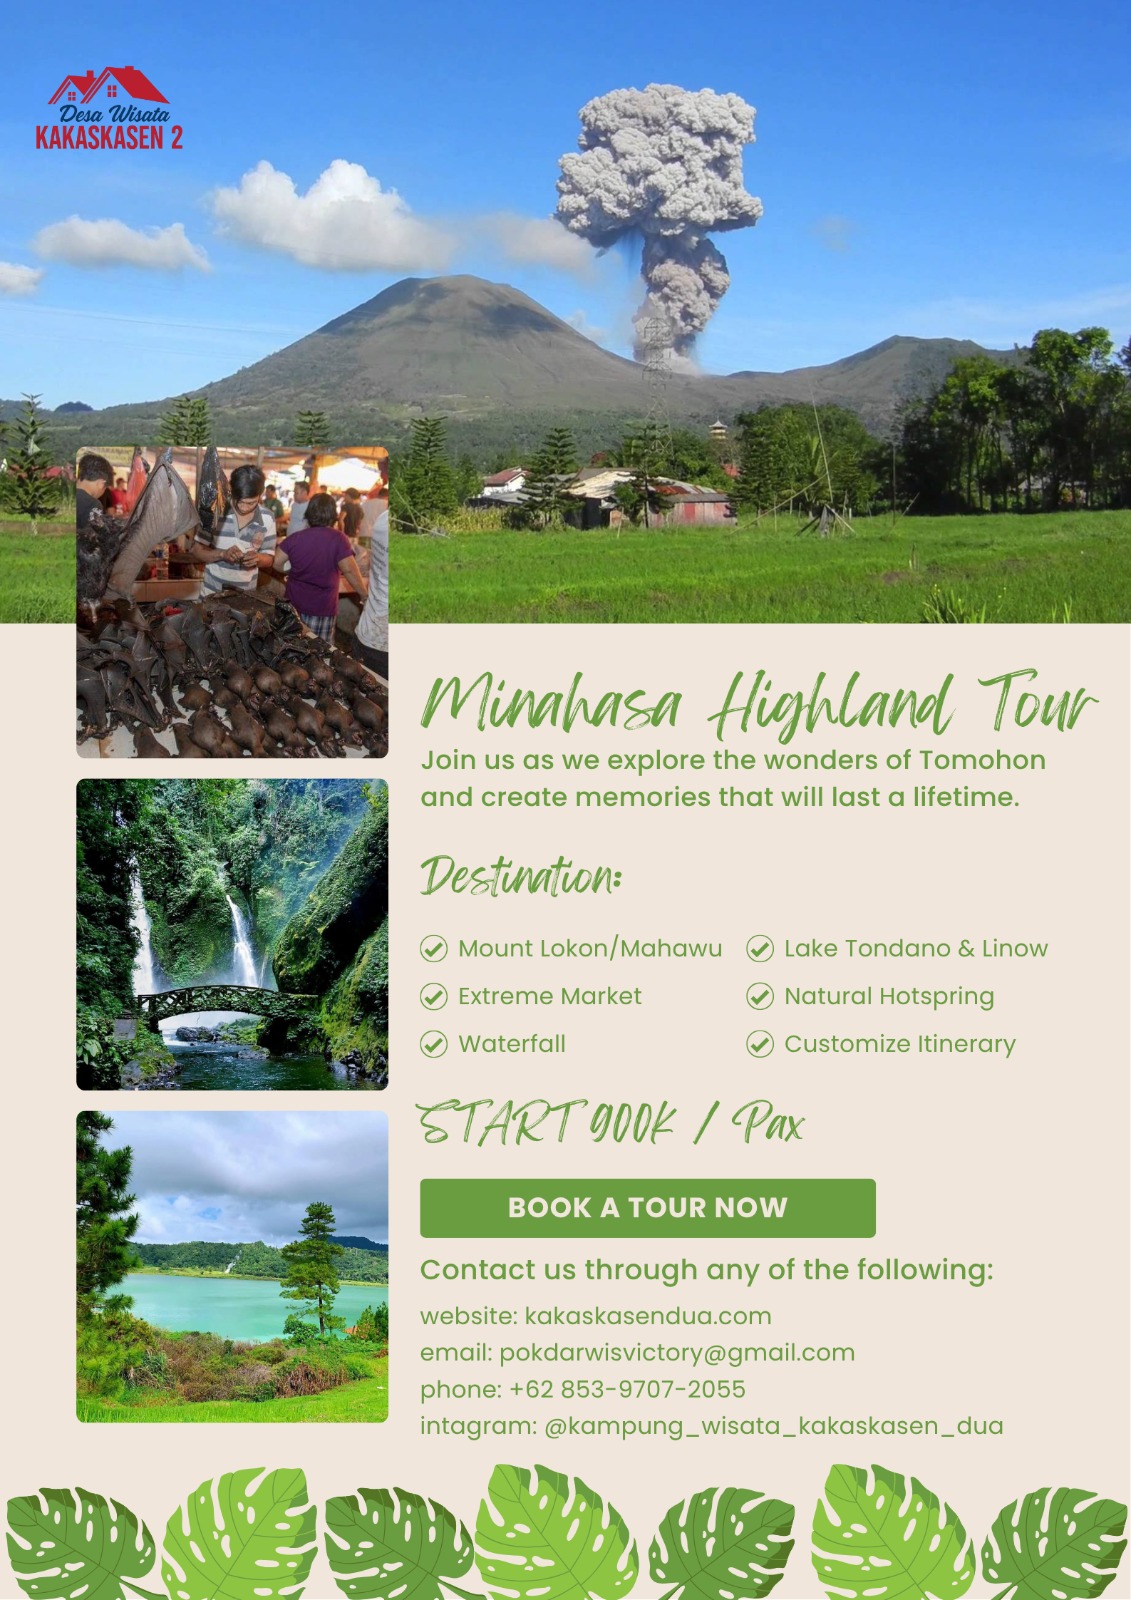 Desa Wisata
KAKASKASEN 2
Minahasa Highland Tour
Join us as we explore the wonders of Tomohon
and create memories that will last a lifetime.
Destination:
Mount Lokon/Mahawu
Extreme Market
Waterfall
Lake Tondano & Linow
Natural Hotspring
Customize Itinerary
START 900K / Pax
BOOK A TOUR NOW
Contact us through any of the following:
website: kakaskasendua.com
email: pokdarwisvictory@gmail.com
phone: +62 853-9707-2055
intagram: @kampung_wisata_kakaskasen_dua